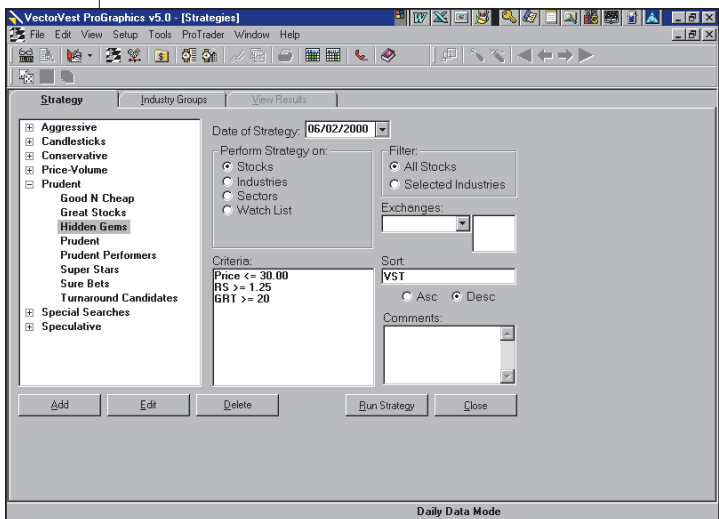 VectorVest ProGraphics v5.0 - [Strategies]
File Edit View Setup Tools ProTrader Window Help
Strategy Industry Groups View Results
Aggressive
Candlesticks
Conservative
Price-Volume
Prudent
Good N Cheap
Great Stocks
Hidden Gems
Prudent
Prudent Performers
Super Stars
Sure Bets
Turnaround Candidates
Special Searches
Speculative
Date of Strategy: 06/02/2000
Perform Strategy on:
Stocks
Industries
Sectors
Watch List
Filter:
All Stocks
Selected Industries
Exchanges:
Criteria:
Price <= 30.00
RS >= 1.25
GRT >= 20
Sort:
VST
Asc Desc
Comments:
Add Edit Delete Run Strategy Close
Daily Data Mode